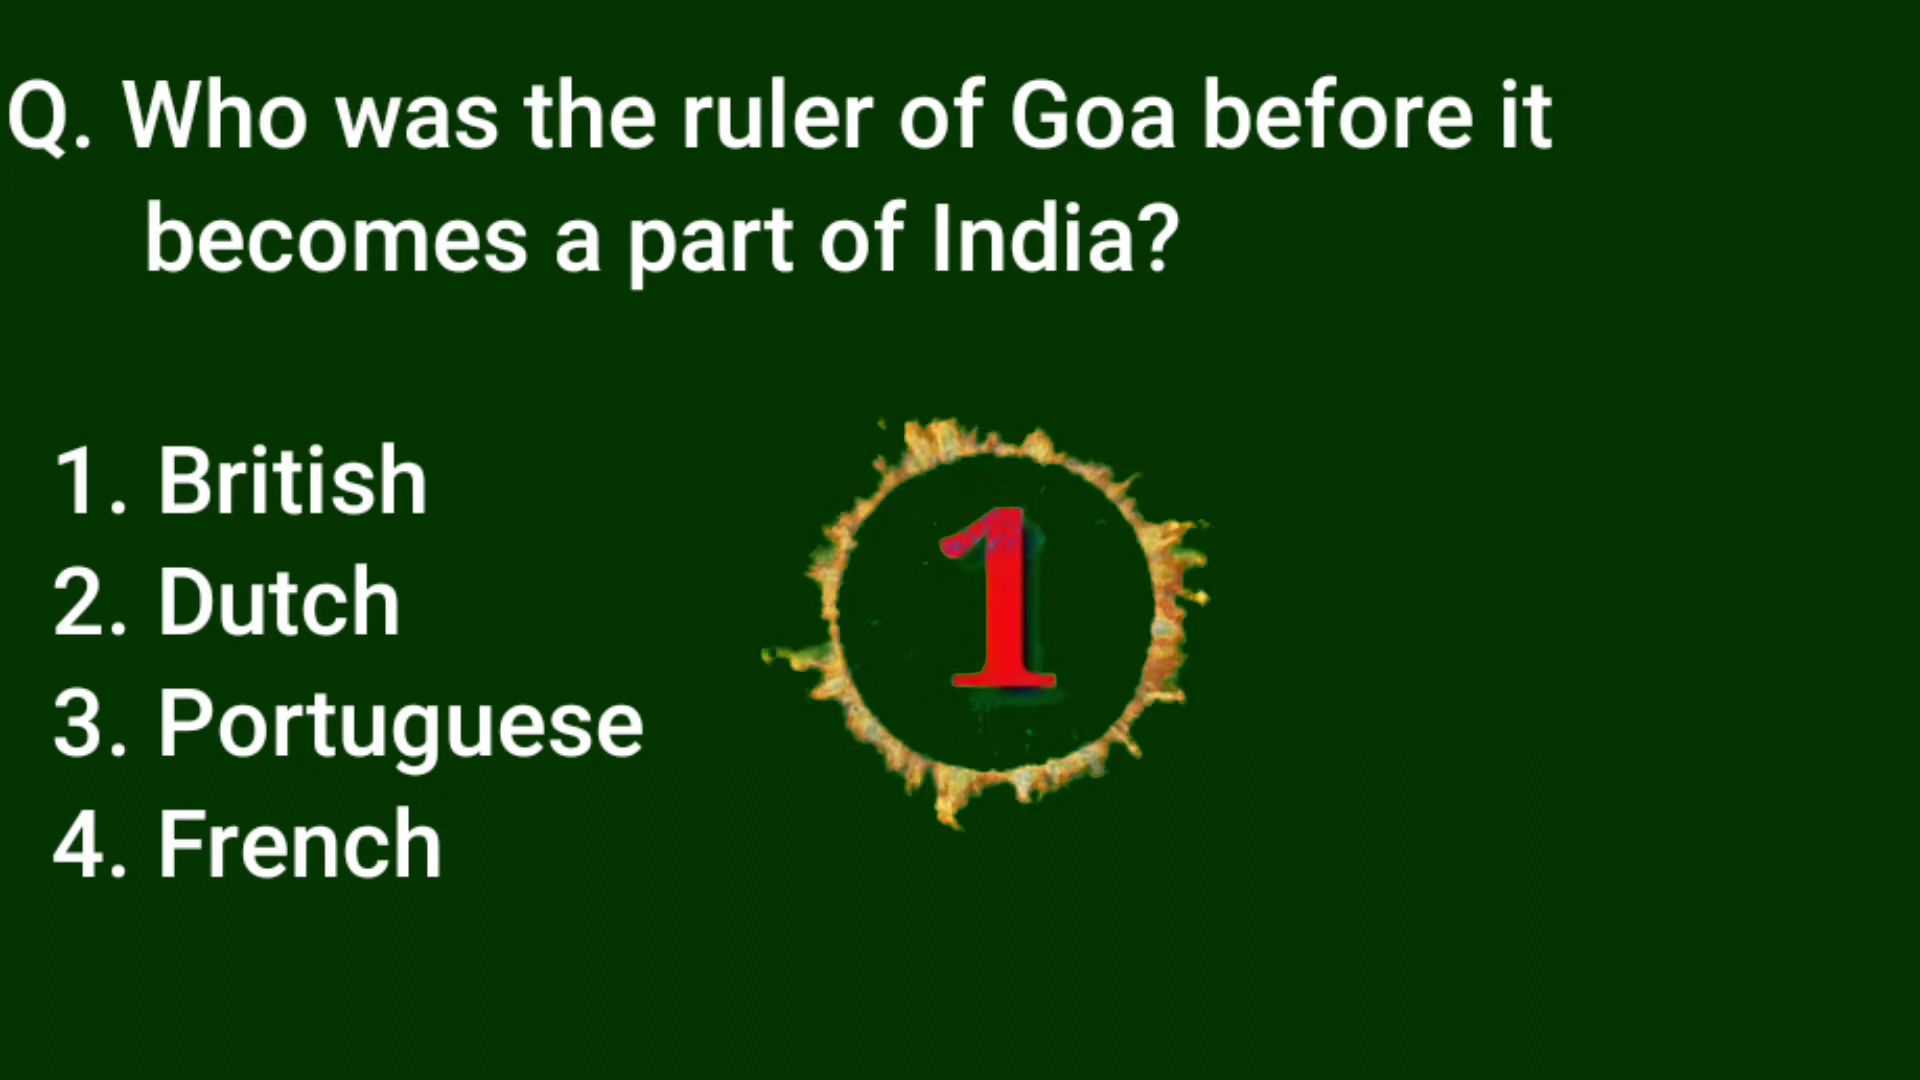 Q. Who was the ruler of Goa before it
becomes a part of India?
1. British
2. Dutch
3. Portuguese
4. French
1